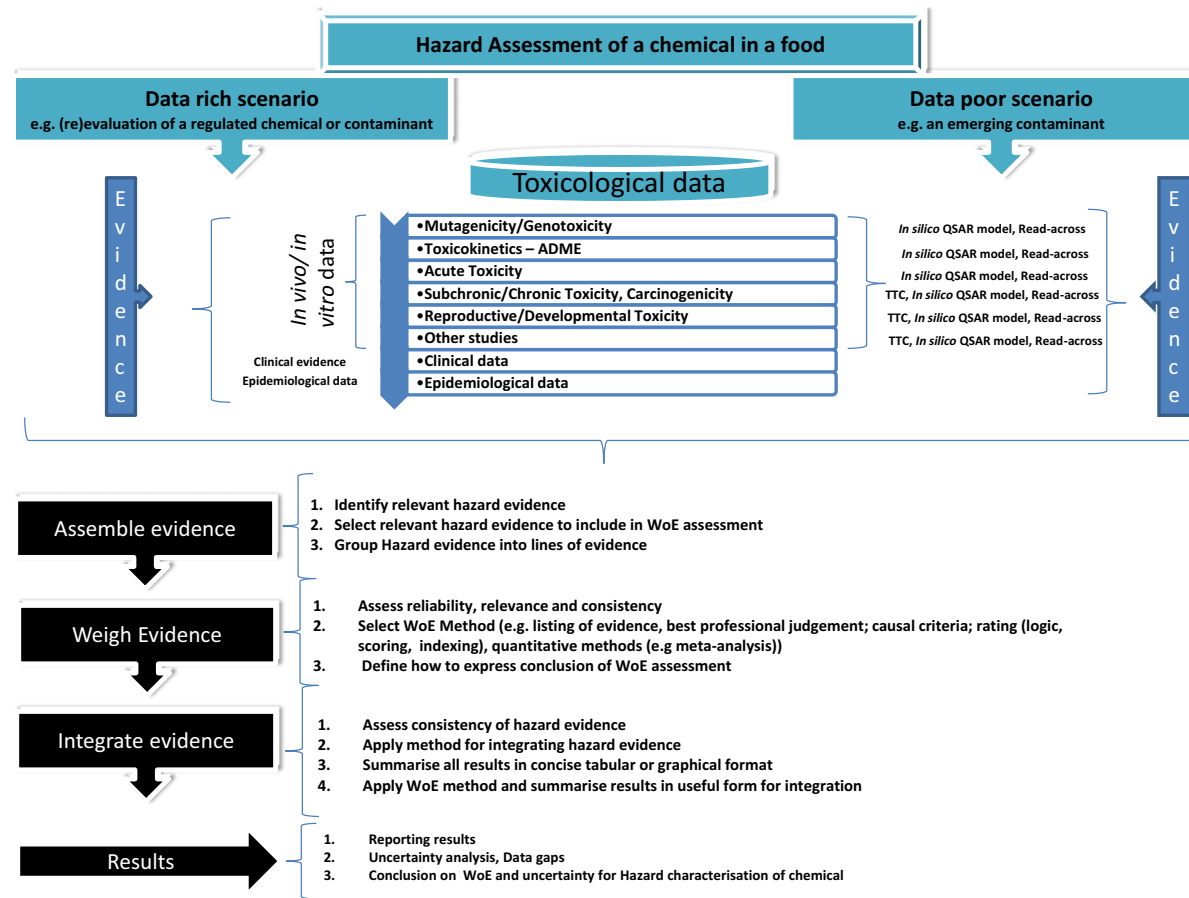 Hazard Assessment of a chemical in a food
Data rich scenario
e.g. (re)evaluation of a regulated chemical or contaminant
Data poor scenario
e.g. an emerging contaminant
Toxicological data
Evidence
In vivo/ in
vitro data
Clinical evidence
Epidemiological data
•Mutagenicity/Genotoxicity
•Toxicokinetics – ADME
•Acute Toxicity
•Subchronic/Chronic Toxicity, Carcinogenicity
•Reproductive/Developmental Toxicity
•Other studies
•Clinical data
•Epidemiological data
In silico QSAR model, Read-across
In silico QSAR model, Read-across
In silico QSAR model, Read-across
TTC, In silico QSAR model, Read-across
TTC, In silico QSAR model, Read-across
TTC, In silico QSAR model, Read-across
Evidence
Assemble evidence
1. Identify relevant hazard evidence
2. Select relevant hazard evidence to include in WoE assessment
3. Group Hazard evidence into lines of evidence
Weigh Evidence
1. Assess reliability, relevance and consistency
2. Select WoE Method (e.g. listing of evidence, best professional judgement; causal criteria; rating (logic,
scoring, indexing), quantitative methods (e.g meta-analysis))
3. Define how to express conclusion of WoE assessment
Integrate evidence
1. Assess consistency of hazard evidence
2. Apply method for integrating hazard evidence
3. Summarise all results in concise tabular or graphical format
4. Apply WoE method and summarise results in useful form for integration
Results
1. Reporting results
2. Uncertainty analysis, Data gaps
3. Conclusion on WoE and uncertainty for Hazard characterisation of chemical